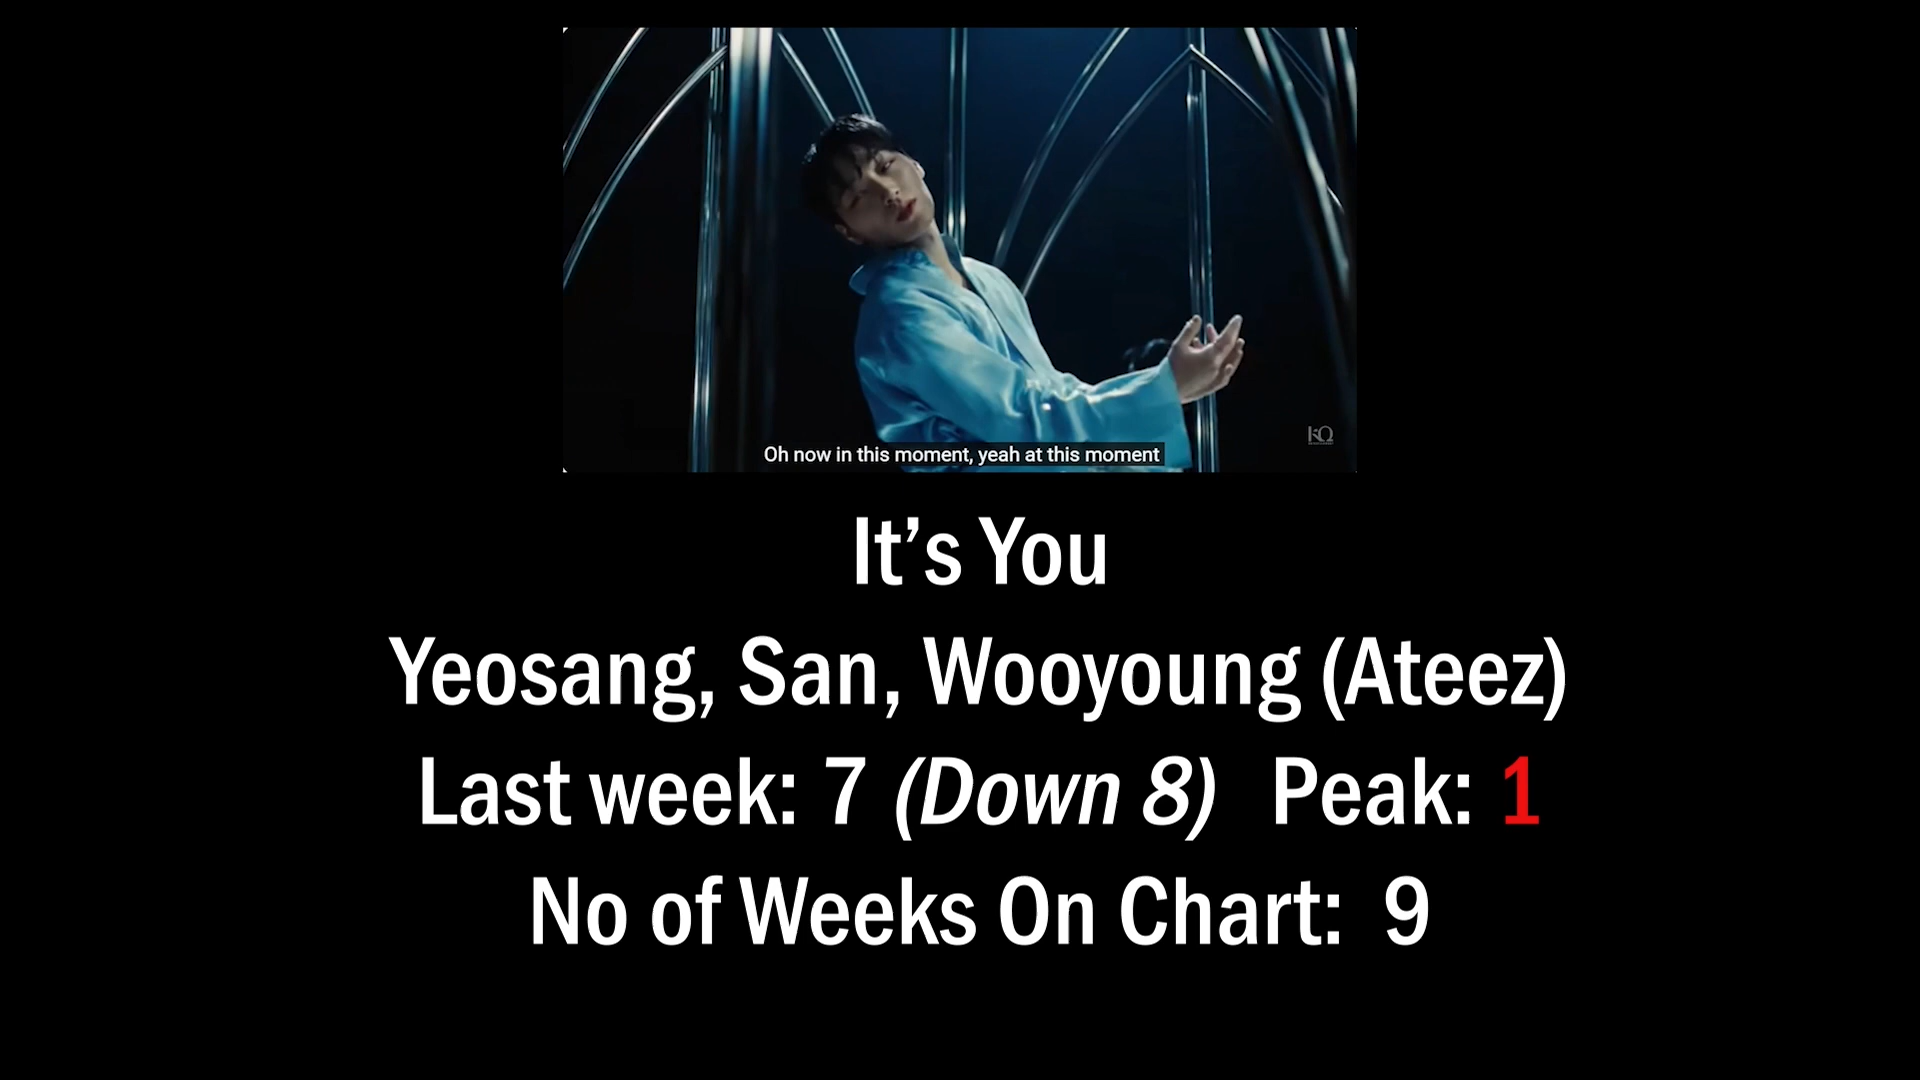 KQ
Oh now in this moment, yeah at this moment
It’s You
Yeosang, San, Wooyoung (Ateez)
Last week: 7 (Down 8) Peak: 1
No of Weeks On Chart: 9